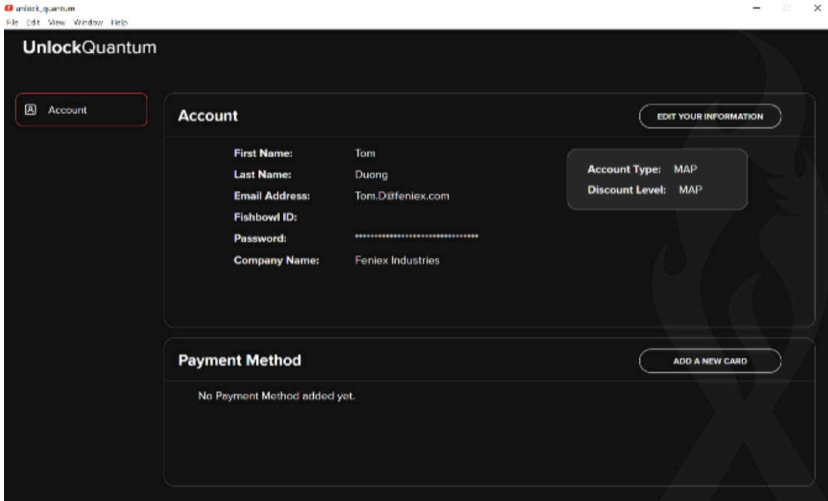 unlock_quantum
File Edit View Window Help
UnlockQuantum
Account
Account
EDIT YOUR INFORMATION
First Name: Tom
Last Name: Duong
Email Address: Tom.D@feniex.com
Fishbowl ID:
Password: ********************************
Company Name: Feniex Industries
Account Type: MAP
Discount Level: MAP
Payment Method
ADD A NEW CARD
No Payment Method added yet.